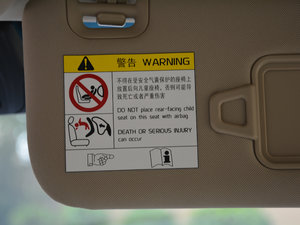 警告 WARNING
不得在受安全气囊保护的座椅上
放置后向儿童座椅，否则可能导
致死亡或者严重伤害
DO NOT place rear-facing child
seat on this seat with airbag
DEATH OR SERIOUS INJURY
can occur